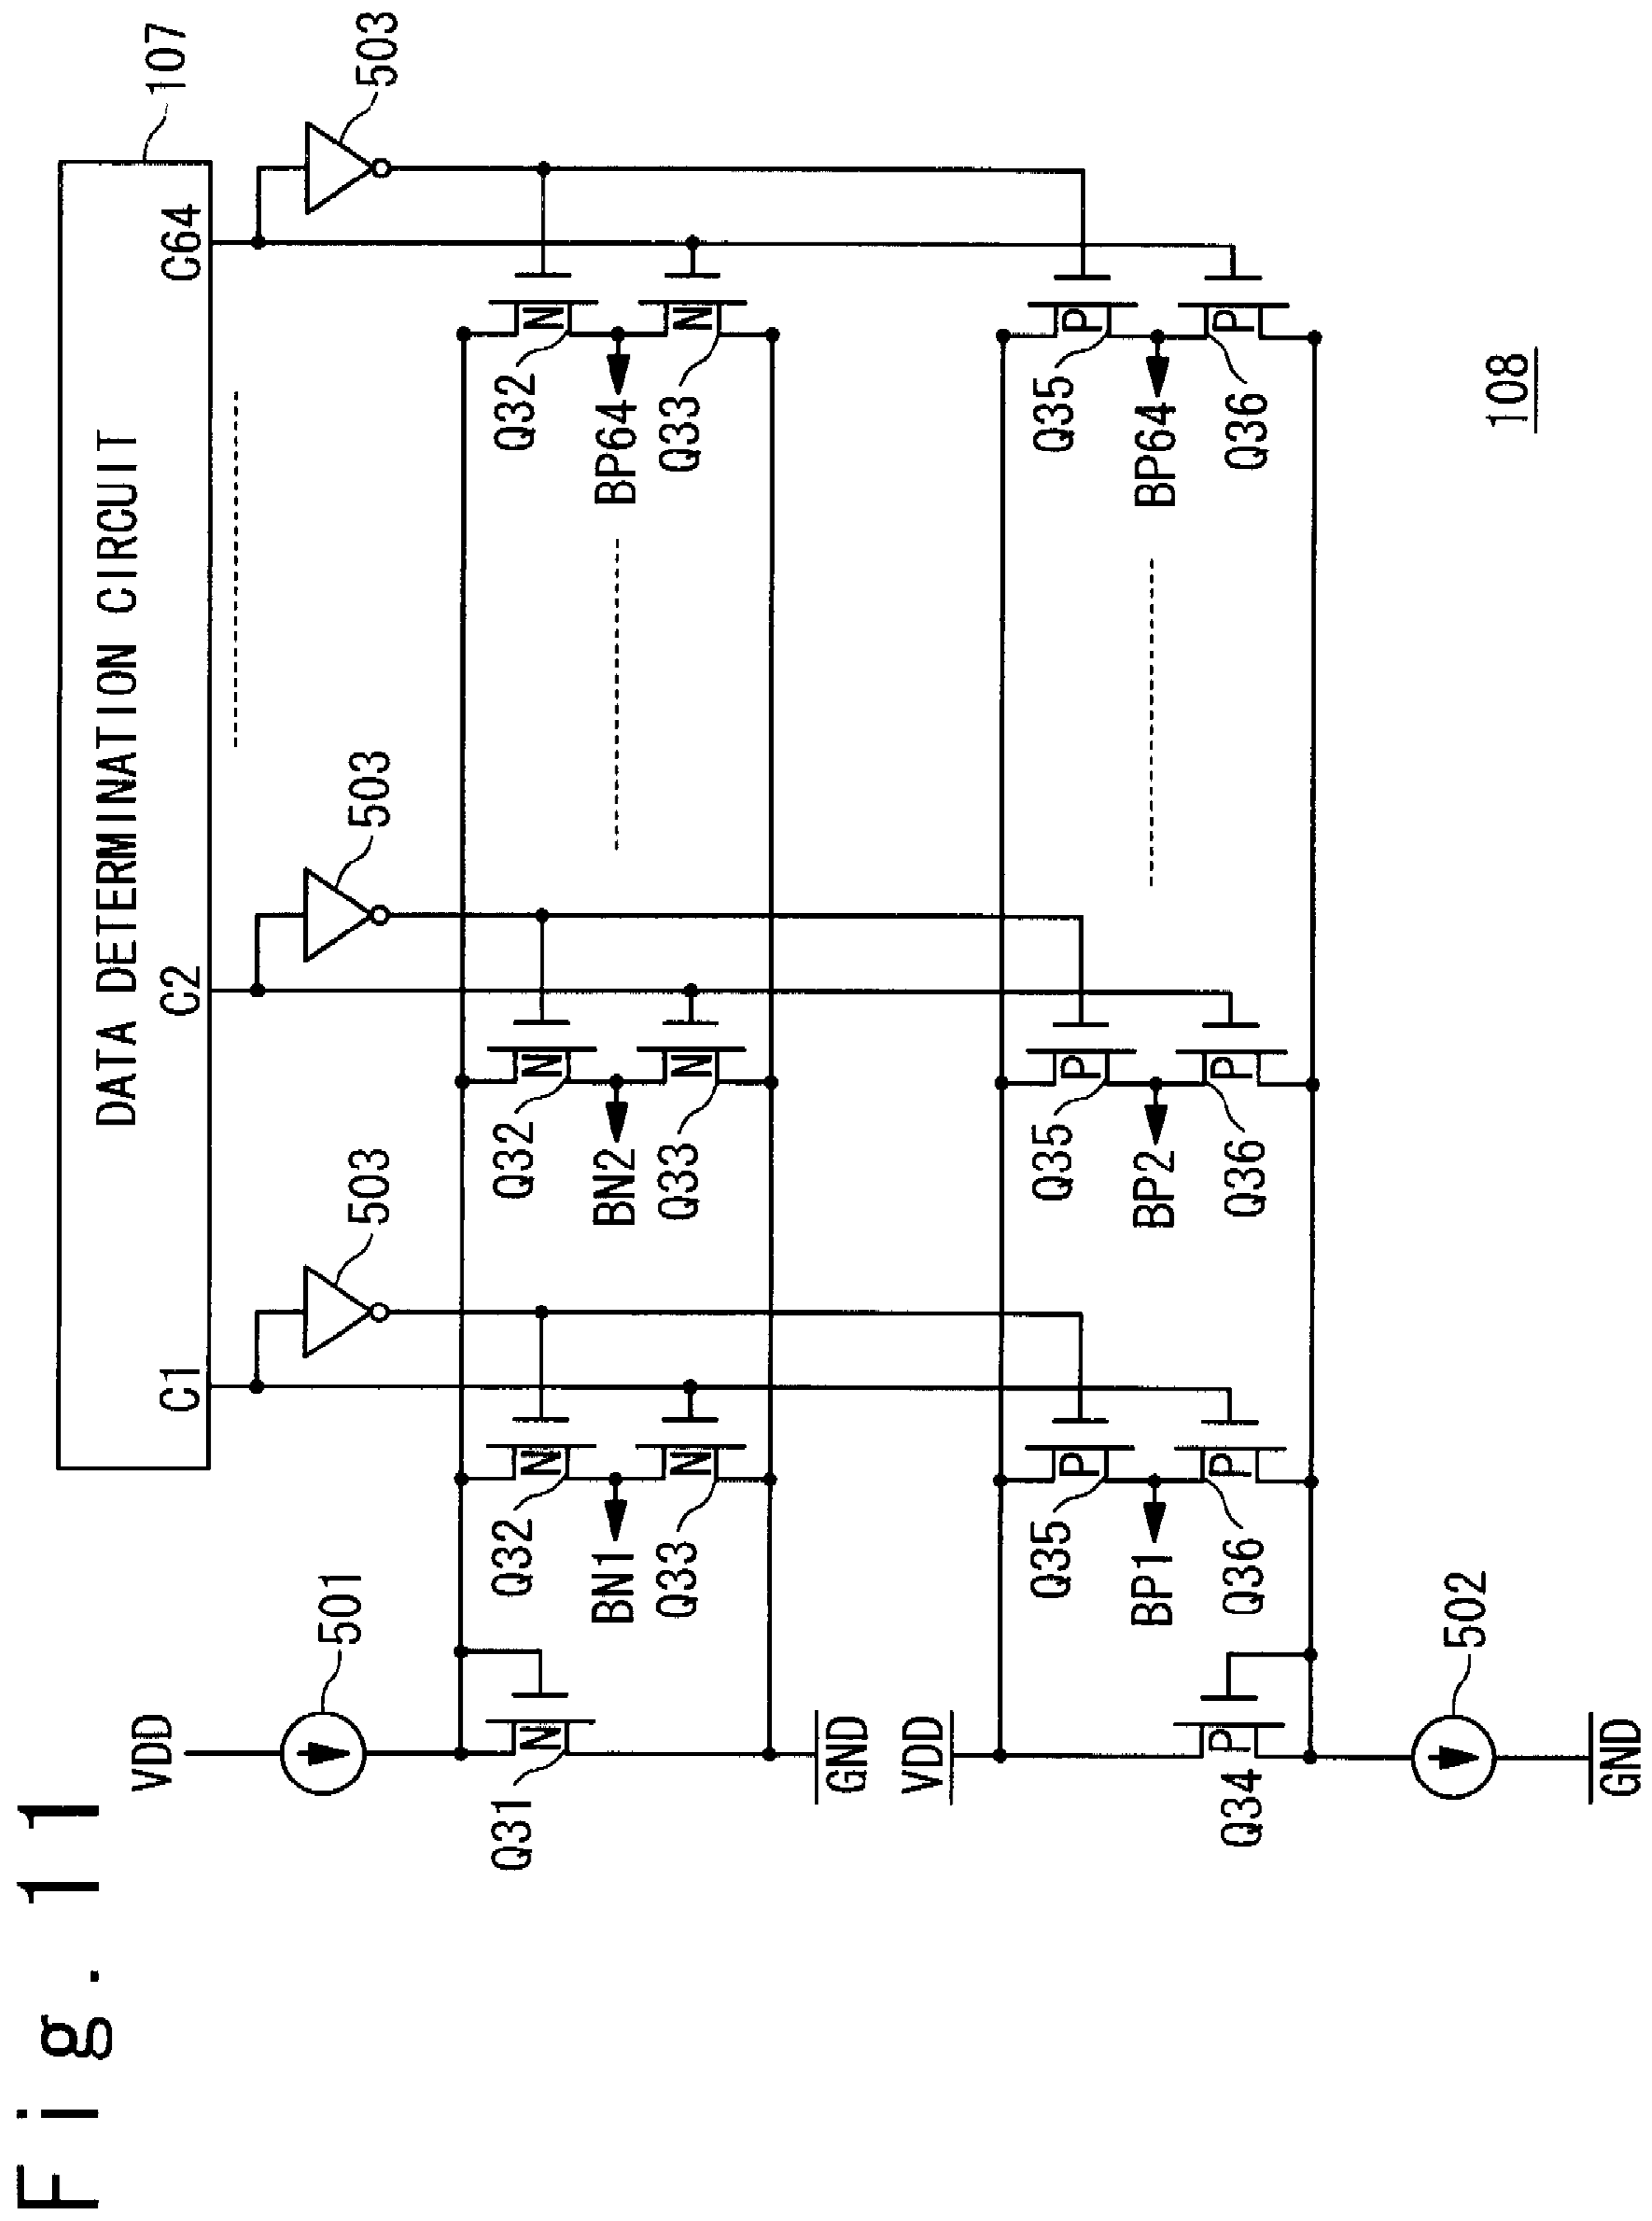 Fig. 11
DATA DETERMINATION CIRCUIT
107
C1
C2
C64
503
503
503
VDD
501
Q31
N
Q32
N
Q32
N
Q32
N
BN1
BN2
BP64
Q33
N
Q33
N
Q33
N
GND
VDD
Q35
P
Q35
P
Q35
P
BP1
BP2
BP64
Q34
P
Q36
P
Q36
P
Q36
P
502
GND
108